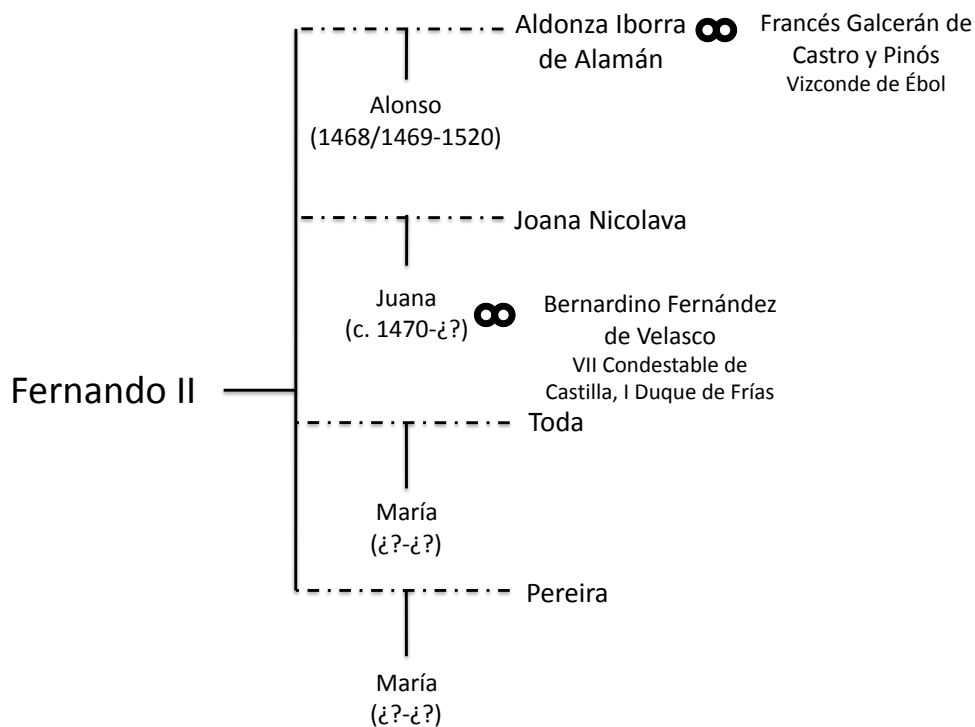 Aldonza Iborra
de Alamán
Francés Galcerán de
Castro y Pinós
Vizconde de Ébol
Alonso
(1468/1469-1520)
Joana Nicolava
Juana
(c. 1470-¿?)
Bernardino Fernández
de Velasco
VII Condestable de
Castilla, I Duque de Frías
Fernando II
Toda
María
(¿?-¿?)
Pereira
María
(¿?-¿?)